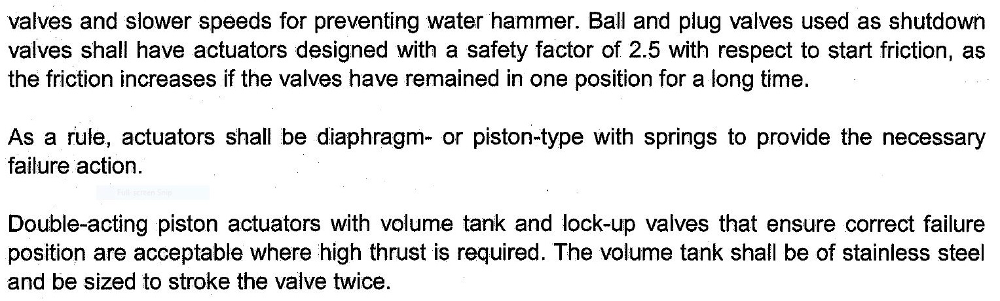 valves and slower speeds for preventing water hammer. Ball and plug valves used as shutdown
valves shall have actuators designed with a safety factor of 2.5 with respect to start friction, as
the friction increases if the valves have remained in one position for a long time.
As a rule, actuators shall be diaphragm- or piston-type with springs to provide the necessary
failure action.
Full-screen Snip
Double-acting piston actuators with volume tank and lock-up valves that ensure correct failure
position are acceptable where high thrust is required. The volume tank shall be of stainless steel
and be sized to stroke the valve twice.